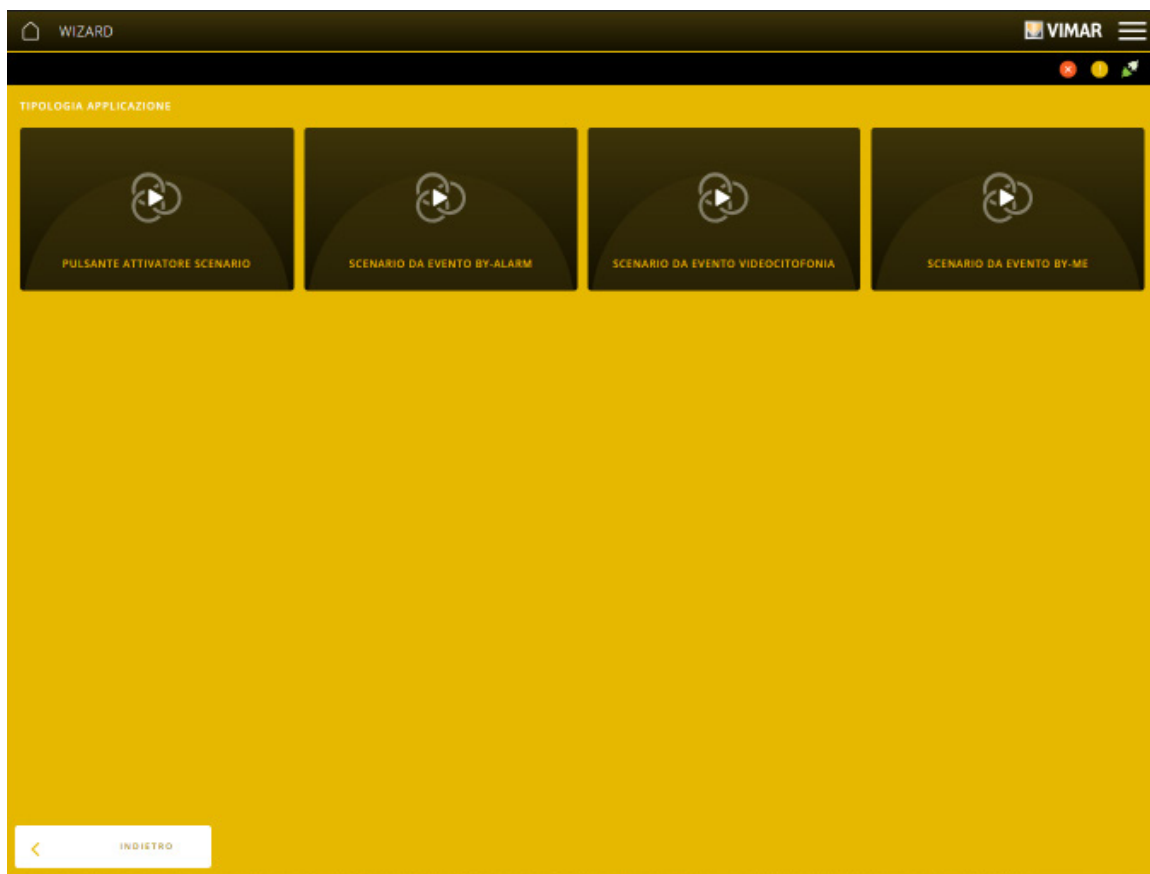 WIZARD
VIMAR
TIPOLOGIA APPLICAZIONE
PULSANTE ATTIVATORE SCENARIO
SCENARIO DA EVENTO BY-ALARM
SCENARIO DA EVENTO VIDEOCITOFONIA
SCENARIO DA EVENTO BY-ME
INDIETRO